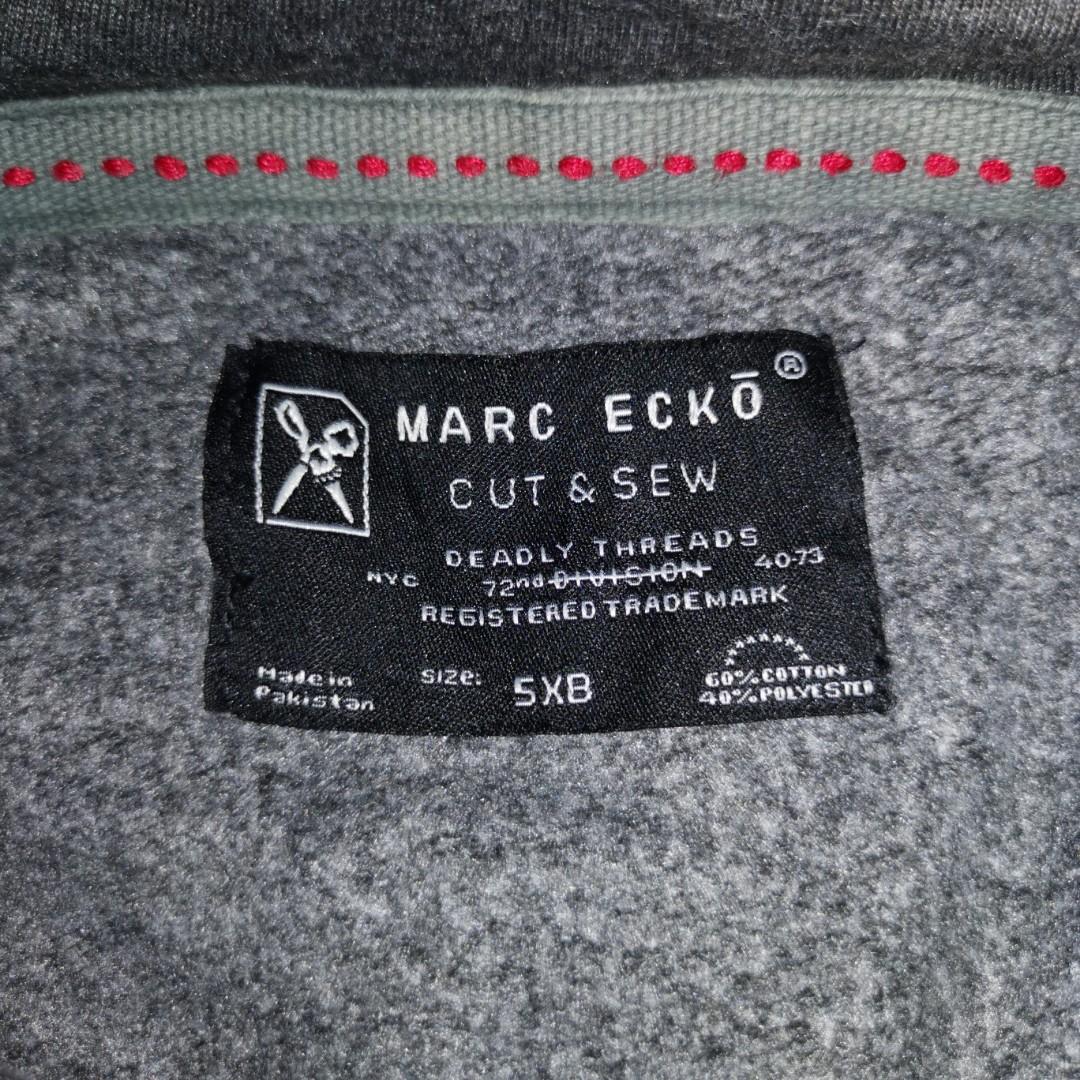 MARC ECKŌ ®
CUT & SEW
DEADLY THREADS
NYC 72nd DIVISION 40-73
REGISTERED TRADEMARK
Made in
Pakistan
SIZE: 5XB
60% COTTON
40% POLYESTER